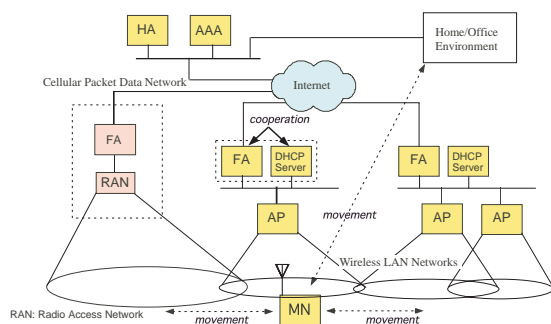 HA
AAA
Home/Office
Environment
Cellular Packet Data Network
Internet
cooperation
FA
FA
DHCP
Server
FA
DHCP
Server
RAN
movement
AP
AP
AP
Wireless LAN Networks
MN
RAN: Radio Access Network
movement
movement